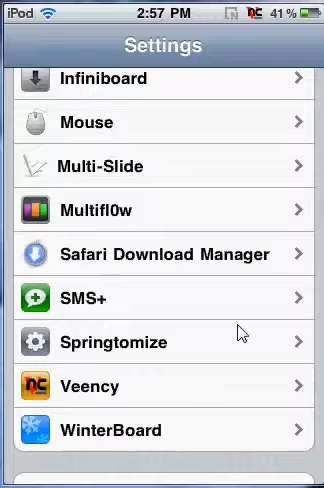 iPod 2:57 PM 41%
Settings
Infiniboard
Mouse
Multi-Slide
Multifl0w
Safari Download Manager
SMS+
Springtomize
Veency
WinterBoard